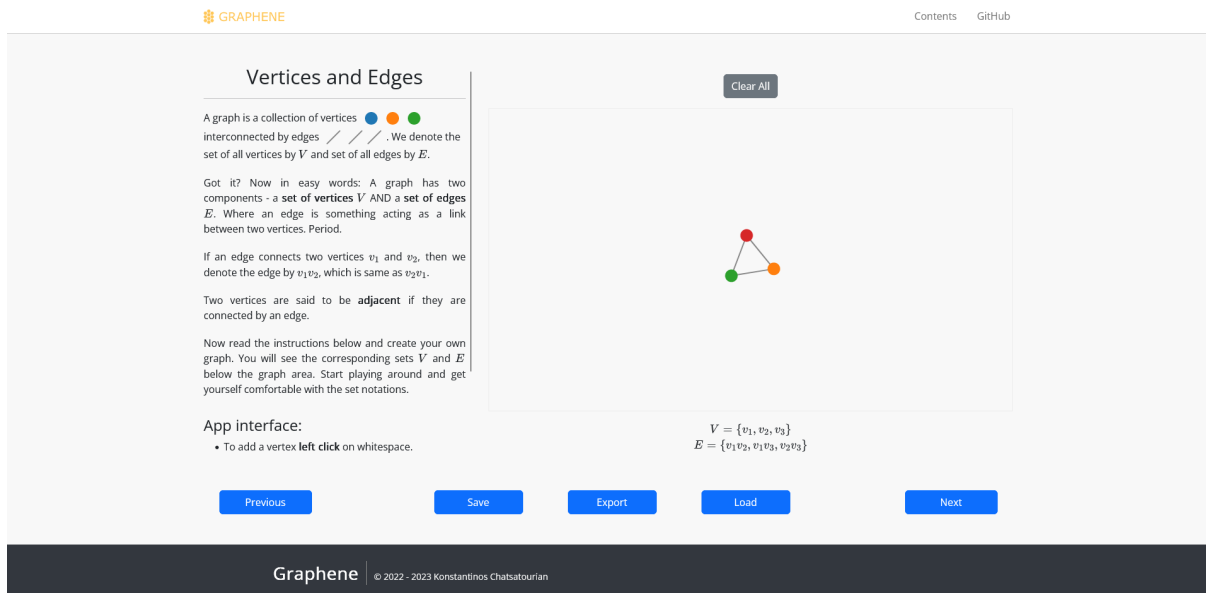 GRAPHENE
Contents GitHub
Vertices and Edges
A graph is a collection of vertices
interconnected by edges . We denote the
set of all vertices by V and set of all edges by E.
Got it? Now in easy words: A graph has two
components - a set of vertices V AND a set of edges
E. Where an edge is something acting as a link
between two vertices. Period.
If an edge connects two vertices v₁ and v₂, then we
denote the edge by v₁v₂, which is same as v₂v₁.
Two vertices are said to be adjacent if they are
connected by an edge.
Now read the instructions below and create your own
graph. You will see the corresponding sets V and E
below the graph area. Start playing around and get
yourself comfortable with the set notations.
App interface:
• To add a vertex left click on whitespace.
Clear All
V = {v₁, v₂, v₃}
E = {v₁v₂, v₁v₃, v₂v₃}
Previous
Save
Export
Load
Next
Graphene
© 2022 - 2023 Konstantinos Chatsatourian